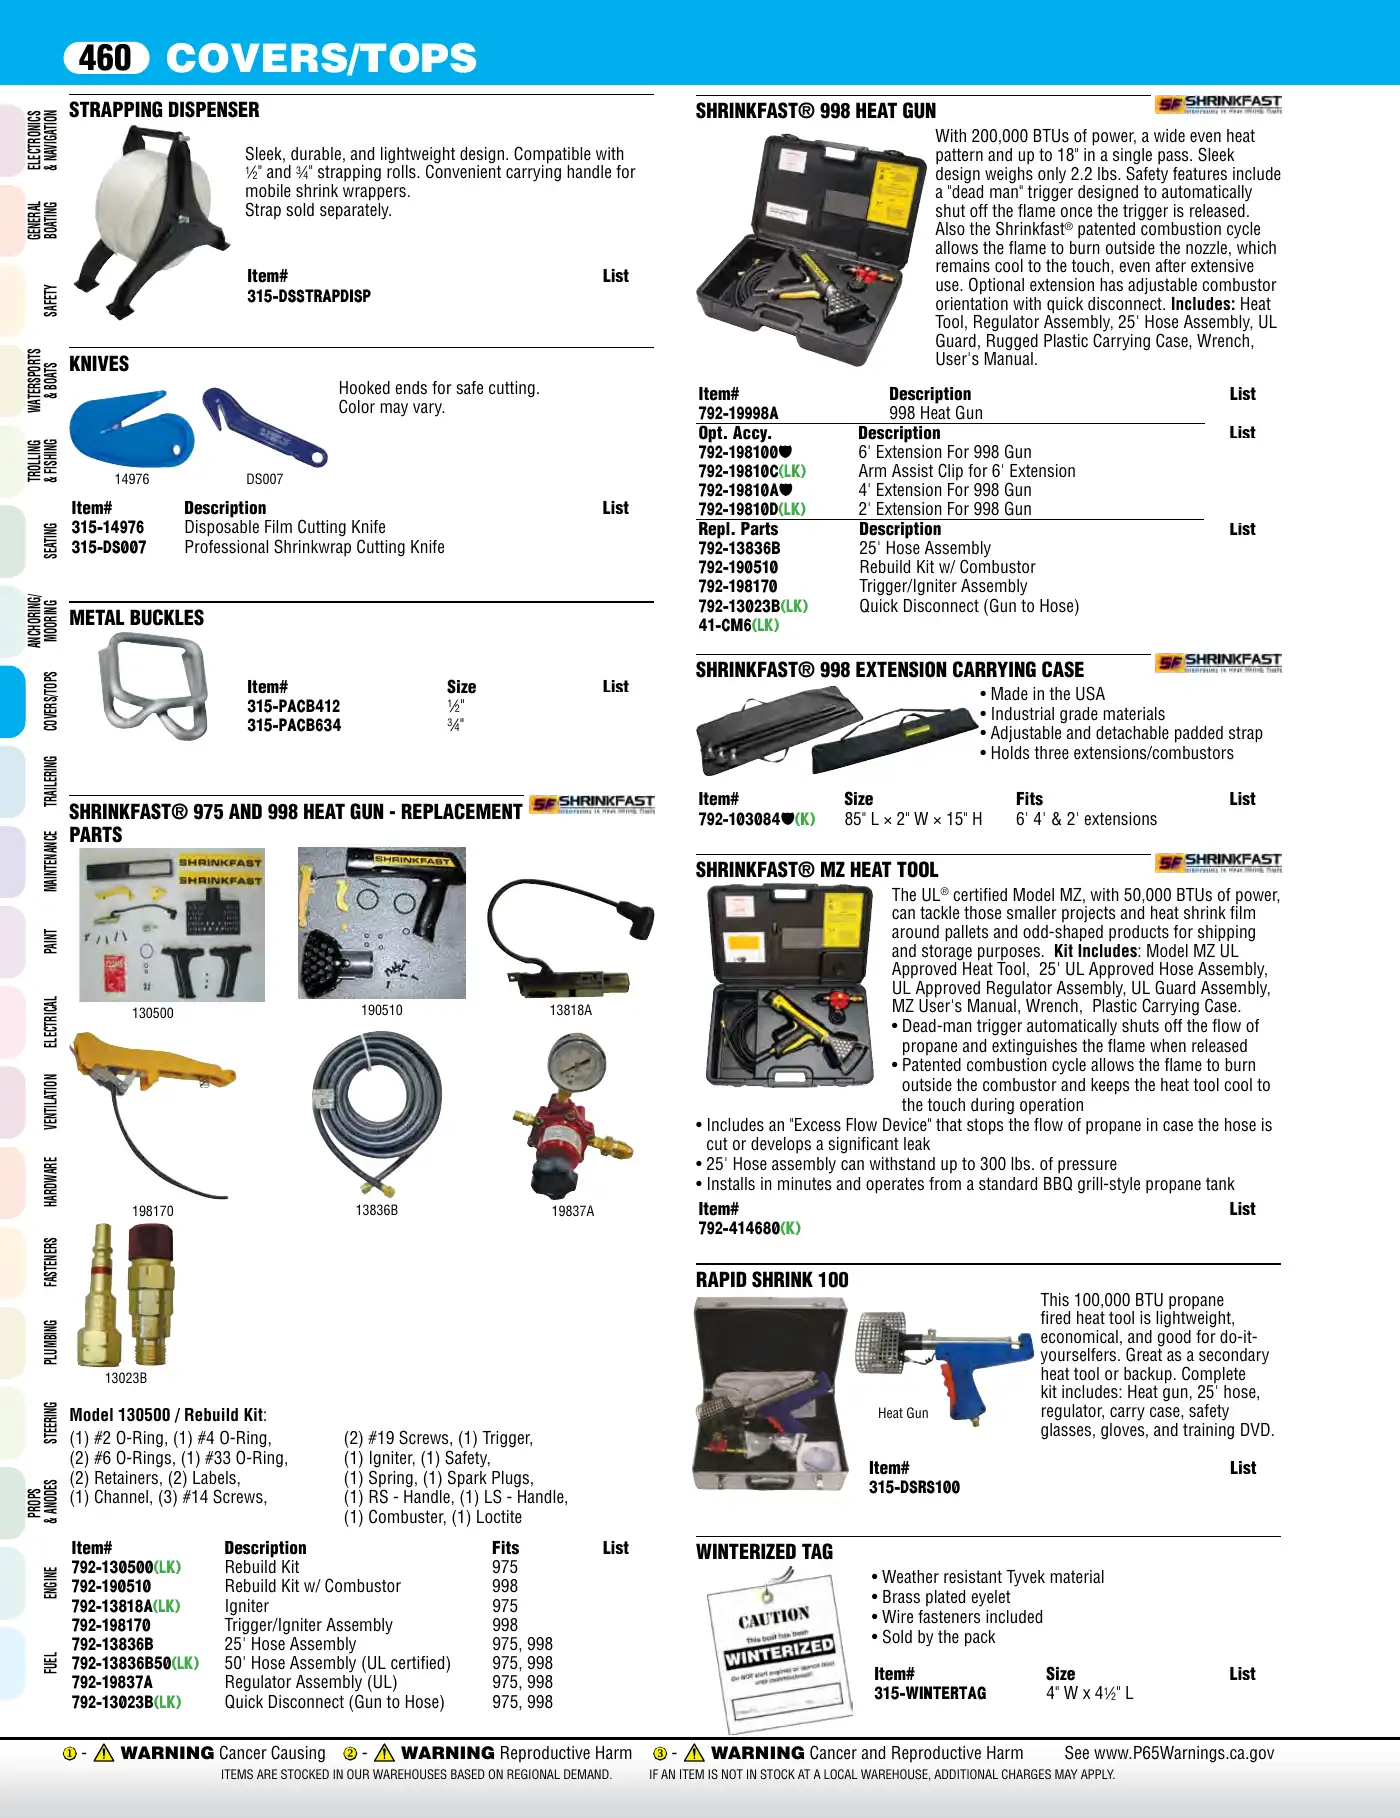 460 COVERS/TOPS
ELECTRONICS
& NAVIGATION
GENERAL
BOATING
SAFETY
WATERSPORTS
& BOATS
TROLLING
& FISHING
SEATING
ANCHORING/
MOORING
COVERS/TOPS
TRAILERING
MAINTENANCE
PAINT
ELECTRICAL
VENTILATION
HARDWARE
FASTENERS
PLUMBING
STEERING
PROPS
& ANODES
ENGINE
FUEL
STRAPPING DISPENSER
Sleek, durable, and lightweight design. Compatible with
½" and ¾" strapping rolls. Convenient carrying handle for
mobile shrink wrappers.
Strap sold separately.
Item# List
315-DSSTRAPDISP
KNIVES
Hooked ends for safe cutting.
Color may vary.
14976 DS007
Item# Description List
315-14976 Disposable Film Cutting Knife
315-DS007 Professional Shrinkwrap Cutting Knife
METAL BUCKLES
Item# Size List
315-PACB412 ½"
315-PACB634 ¾"
SHRINKFAST® 975 AND 998 HEAT GUN - REPLACEMENT
PARTS
SF SHRINKFAST
SHRINKFAST
SHRINKFAST
SHRINKFAST
130500 190510 13818A
198170 13836B 19837A
13023B
Model 130500 / Rebuild Kit:
(1) #2 O-Ring, (1) #4 O-Ring,
(2) #6 O-Rings, (1) #33 O-Ring,
(2) Retainers, (2) Labels,
(1) Channel, (3) #14 Screws,
(2) #19 Screws, (1) Trigger,
(1) Igniter, (1) Safety,
(1) Spring, (1) Spark Plugs,
(1) RS - Handle, (1) LS - Handle,
(1) Combuster, (1) Loctite
Item# Description Fits List
792-130500(LK) Rebuild Kit 975
792-190510 Rebuild Kit w/ Combustor 998
792-13818A(LK) Igniter 975
792-198170 Trigger/Igniter Assembly 998
792-13836B 25' Hose Assembly 975, 998
792-13836B50(LK) 50' Hose Assembly (UL certified) 975, 998
792-19837A Regulator Assembly (UL) 975, 998
792-13023B(LK) Quick Disconnect (Gun to Hose) 975, 998
SHRINKFAST® 998 HEAT GUN
SF SHRINKFAST
With 200,000 BTUs of power, a wide even heat
pattern and up to 18" in a single pass. Sleek
design weighs only 2.2 lbs. Safety features include
a "dead man" trigger designed to automatically
shut off the flame once the trigger is released.
Also the Shrinkfast® patented combustion cycle
allows the flame to burn outside the nozzle, which
remains cool to the touch, even after extensive
use. Optional extension has adjustable combustor
orientation with quick disconnect. Includes: Heat
Tool, Regulator Assembly, 25' Hose Assembly, UL
Guard, Rugged Plastic Carrying Case, Wrench,
User's Manual.
Item# Description List
792-19998A 998 Heat Gun
Opt. Accy. Description List
792-198100 6' Extension For 998 Gun
792-19810C(LK) Arm Assist Clip for 6' Extension
792-19810A 4' Extension For 998 Gun
792-19810D(LK) 2' Extension For 998 Gun
Repl. Parts Description List
792-13836B 25' Hose Assembly
792-190510 Rebuild Kit w/ Combustor
792-198170 Trigger/Igniter Assembly
792-13023B(LK) Quick Disconnect (Gun to Hose)
41-CM6(LK)
SHRINKFAST® 998 EXTENSION CARRYING CASE
SF SHRINKFAST
• Made in the USA
• Industrial grade materials
• Adjustable and detachable padded strap
• Holds three extensions/combustors
Item# Size Fits List
792-103084(K) 85" L × 2" W × 15" H 6' 4' & 2' extensions
SHRINKFAST® MZ HEAT TOOL
SF SHRINKFAST
The UL® certified Model MZ, with 50,000 BTUs of power,
can tackle those smaller projects and heat shrink film
around pallets and odd-shaped products for shipping
and storage purposes. Kit Includes: Model MZ UL
Approved Heat Tool, 25' UL Approved Hose Assembly,
UL Approved Regulator Assembly, UL Guard Assembly,
MZ User's Manual, Wrench, Plastic Carrying Case.
• Dead-man trigger automatically shuts off the flow of
propane and extinguishes the flame when released
• Patented combustion cycle allows the flame to burn
outside the combustor and keeps the heat tool cool to
the touch during operation
• Includes an "Excess Flow Device" that stops the flow of propane in case the hose is
cut or develops a significant leak
• 25' Hose assembly can withstand up to 300 lbs. of pressure
• Installs in minutes and operates from a standard BBQ grill-style propane tank
Item# List
792-414680(K)
RAPID SHRINK 100
This 100,000 BTU propane
fired heat tool is lightweight,
economical, and good for do-it-
yourselfers. Great as a secondary
heat tool or backup. Complete
kit includes: Heat gun, 25' hose,
regulator, carry case, safety
glasses, gloves, and training DVD.
Heat Gun
Item# List
315-DSRS100
WINTERIZED TAG
CAUTION
This boat has been
WINTERIZED
• Weather resistant Tyvek material
• Brass plated eyelet
• Wire fasteners included
• Sold by the pack
Item# Size List
315-WINTERTAG 4" W x 4½" L
1 - WARNING Cancer Causing 2 - WARNING Reproductive Harm 3 - WARNING Cancer and Reproductive Harm See www.P65Warnings.ca.gov
ITEMS ARE STOCKED IN OUR WAREHOUSES BASED ON REGIONAL DEMAND. IF AN ITEM IS NOT IN STOCK AT A LOCAL WAREHOUSE, ADDITIONAL CHARGES MAY APPLY.